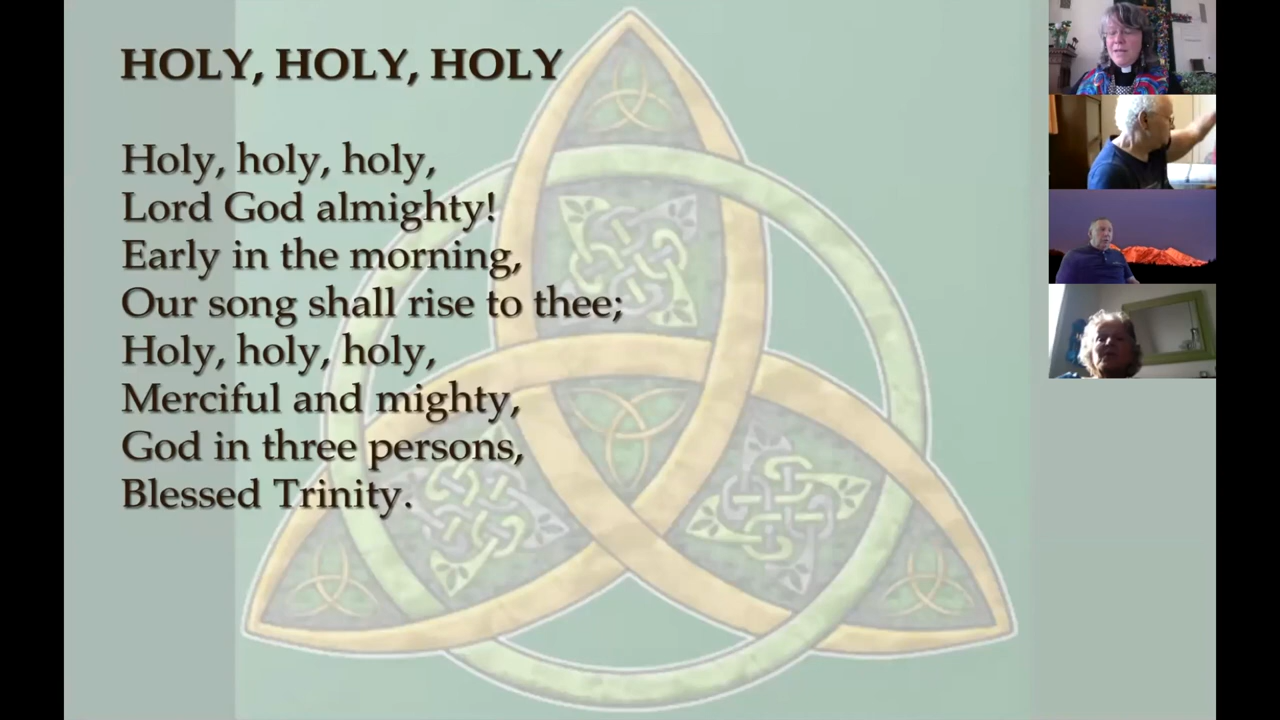 HOLY, HOLY, HOLY
Holy, holy, holy,
Lord God almighty!
Early in the morning,
Our song shall rise to thee;
Holy, holy, holy,
Merciful and mighty,
God in three persons,
Blessed Trinity.